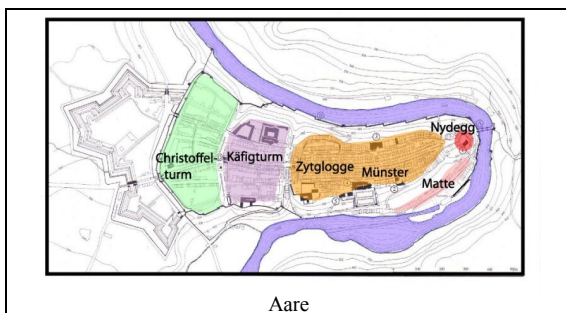 Nydegg
Christoffel-
turm
Käfigturm
Zytglogge
Münster
Matte
Aare